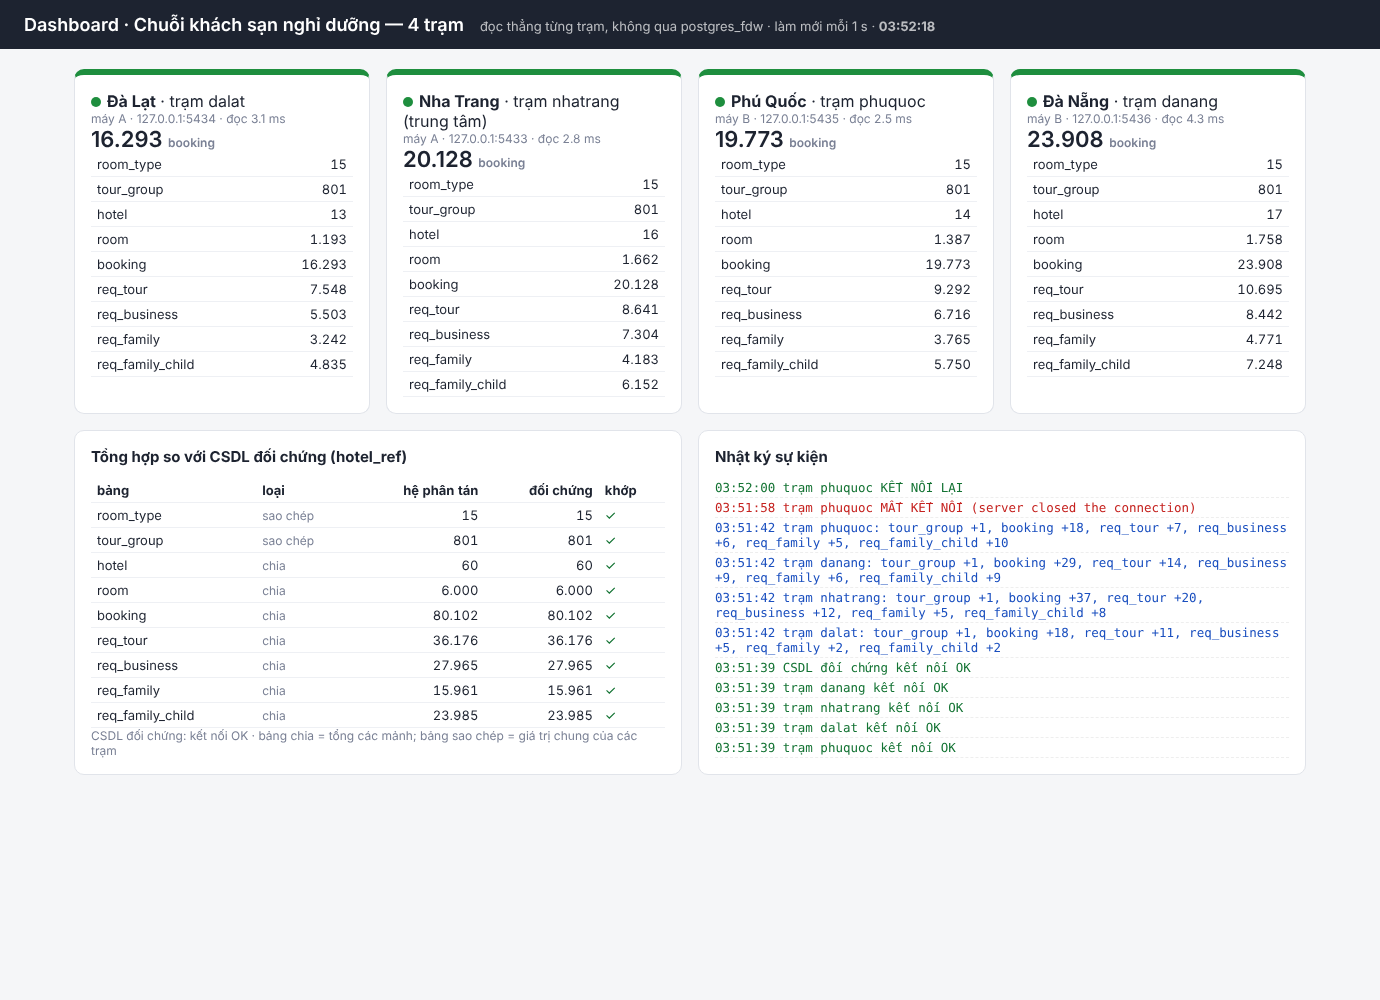 Dashboard · Chuỗi khách sạn nghỉ dưỡng — 4 trạm đọc thẳng từng trạm, không qua postgres_fdw · làm mới mỗi 1 s · 03:52:18
Đà Lạt · trạm dalat
máy A · 127.0.0.1:5434 · đọc 3.1 ms
16.293 booking
room_type 15
tour_group 801
hotel 13
room 1.193
booking 16.293
req_tour 7.548
req_business 5.503
req_family 3.242
req_family_child 4.835
Nha Trang · trạm nhatrang
(trung tâm)
máy A · 127.0.0.1:5433 · đọc 2.8 ms
20.128 booking
room_type 15
tour_group 801
hotel 16
room 1.662
booking 20.128
req_tour 8.641
req_business 7.304
req_family 4.183
req_family_child 6.152
Phú Quốc · trạm phuquoc
máy B · 127.0.0.1:5435 · đọc 2.5 ms
19.773 booking
room_type 15
tour_group 801
hotel 14
room 1.387
booking 19.773
req_tour 9.292
req_business 6.716
req_family 3.765
req_family_child 5.750
Đà Nẵng · trạm danang
máy B · 127.0.0.1:5436 · đọc 4.3 ms
23.908 booking
room_type 15
tour_group 801
hotel 17
room 1.758
booking 23.908
req_tour 10.695
req_business 8.442
req_family 4.771
req_family_child 7.248
Tổng hợp so với CSDL đối chứng (hotel_ref)
bảng loại hệ phân tán đối chứng khớp
room_type sao chép 15 15 ✓
tour_group sao chép 801 801 ✓
hotel chia 60 60 ✓
room chia 6.000 6.000 ✓
booking chia 80.102 80.102 ✓
req_tour chia 36.176 36.176 ✓
req_business chia 27.965 27.965 ✓
req_family chia 15.961 15.961 ✓
req_family_child chia 23.985 23.985 ✓
CSDL đối chứng: kết nối OK · bảng chia = tổng các mảnh; bảng sao chép = giá trị chung của các
trạm
Nhật ký sự kiện
03:52:00 trạm phuquoc KẾT NỐI LẠI
03:51:58 trạm phuquoc MẤT KẾT NỐI (server closed the connection)
03:51:42 trạm phuquoc: tour_group +1, booking +18, req_tour +7, req_business
+6, req_family +5, req_family_child +10
03:51:42 trạm danang: tour_group +1, booking +29, req_tour +14, req_business
+9, req_family +6, req_family_child +9
03:51:42 trạm nhatrang: tour_group +1, booking +37, req_tour +20,
req_business +12, req_family +5, req_family_child +8
03:51:42 trạm dalat: tour_group +1, booking +18, req_tour +11, req_business
+5, req_family +2, req_family_child +2
03:51:39 CSDL đối chứng kết nối OK
03:51:39 trạm danang kết nối OK
03:51:39 trạm nhatrang kết nối OK
03:51:39 trạm dalat kết nối OK
03:51:39 trạm phuquoc kết nối OK